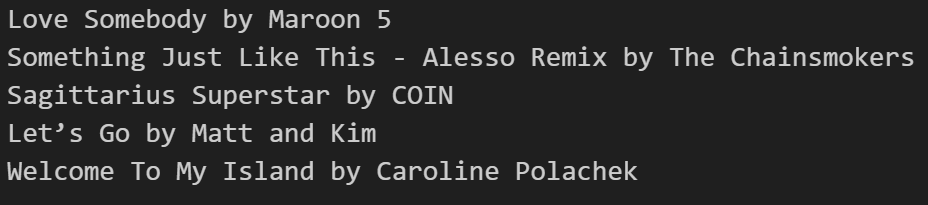 Love Somebody by Maroon 5
Something Just Like This - Alesso Remix by The Chainsmokers
Sagittarius Superstar by COIN
Let’s Go by Matt and Kim
Welcome To My Island by Caroline Polachek